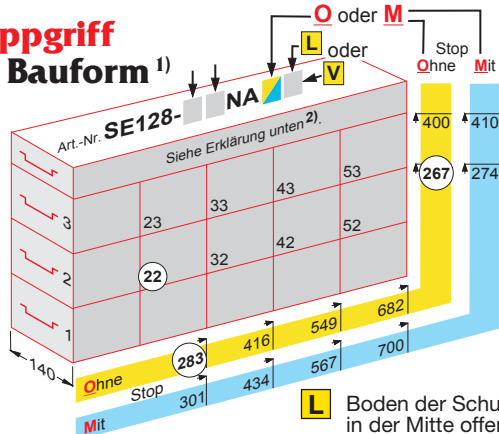 ppgriff
Bauform 1)
O oder M
L oder
V
Stop
Ohne
Mit
Art.-Nr. SE128- NA
Siehe Erklärung unten 2).
400
410
267
274
53
43
33
23
3
52
42
32
22
2
1
140
682
549
416
283
Ohne
Stop
700
567
434
301
Mit
L Boden der Schu
in der Mitte offe